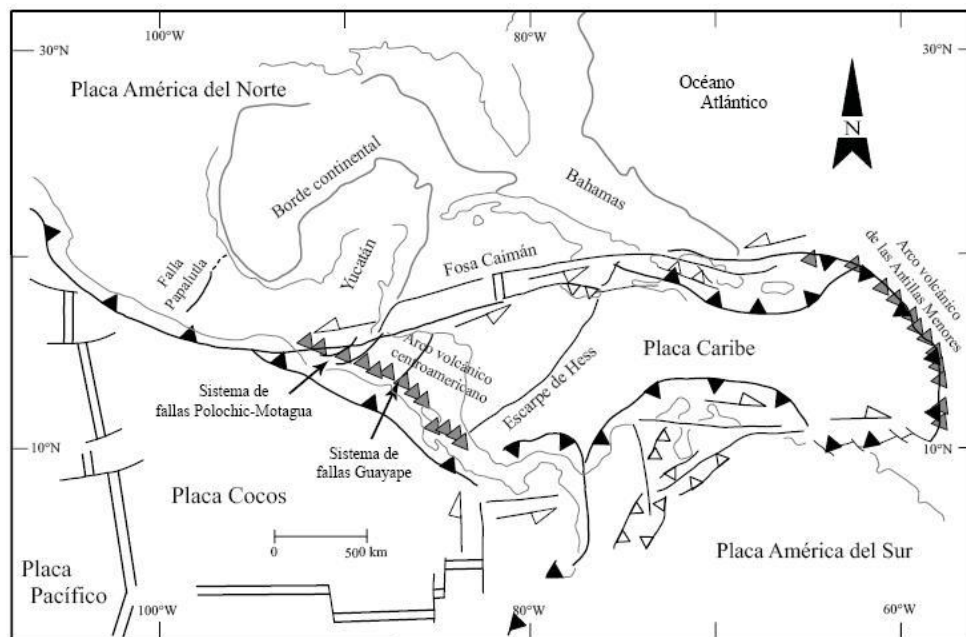 100°W
80°W
30°N
30°N
Placa América del Norte
Océano
Atlántico
N
Borde continental
Bahamas
Falla
Papalutla
Yucatán
Fosa Caimán
Arco volcánico
de las Antillas Menores
Arco volcánico
centroamericano
Escarpe de Hess
Placa Caribe
Sistema de
fallas Polochic-Motagua
Sistema de
fallas Guayape
10°N
10°N
Placa Cocos
0
500 km
Placa América del Sur
Placa
Pacífico
100°W
80°W
60°W